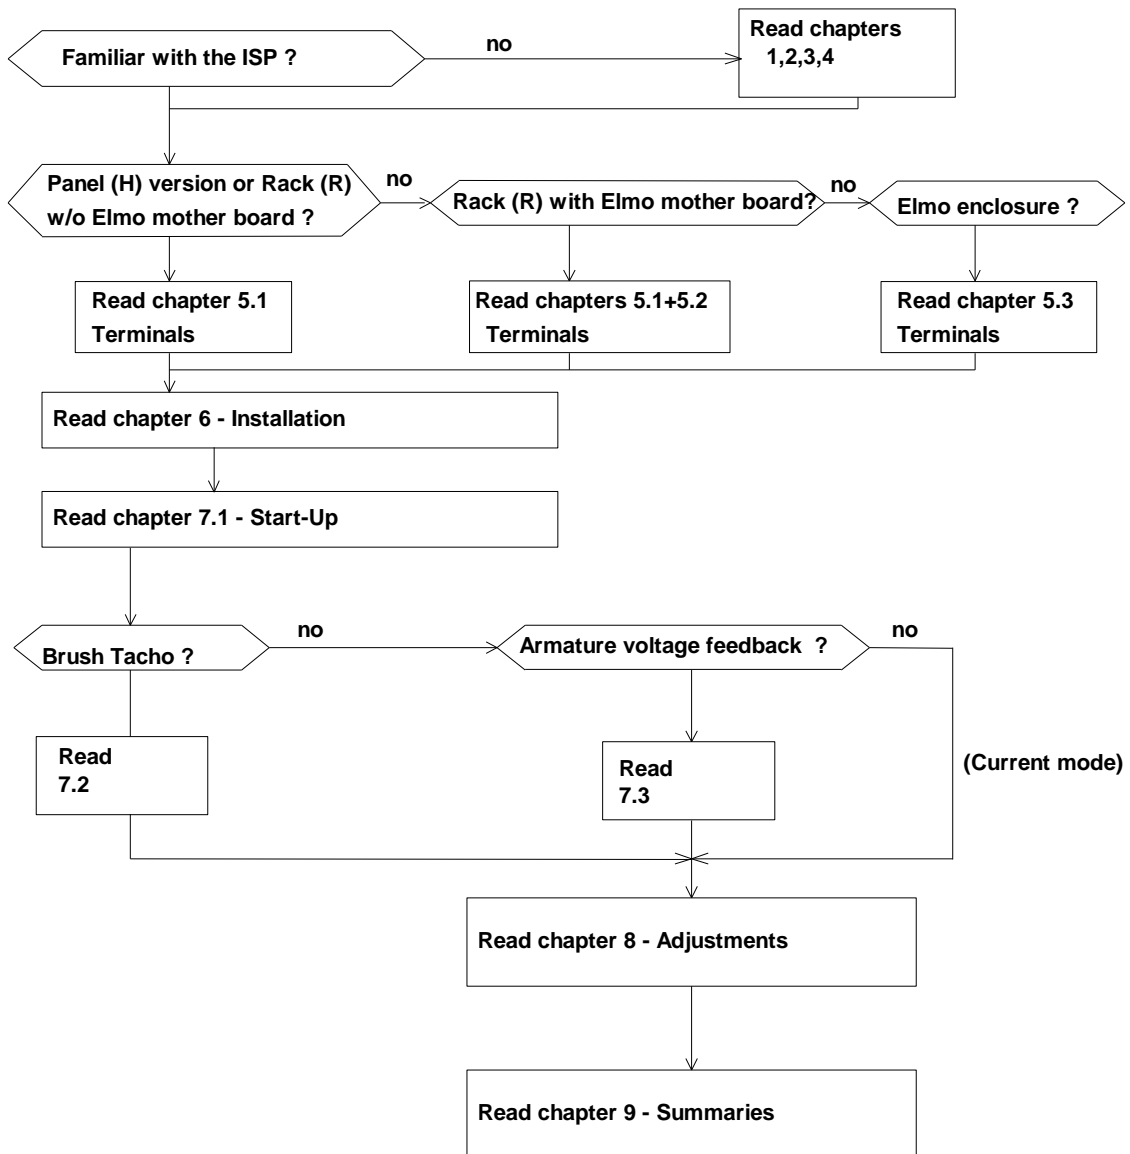 Familiar with the ISP ?
no
Read chapters
1,2,3,4
Panel (H) version or Rack (R)
w/o Elmo mother board ?
no
Rack (R) with Elmo mother board?
no
Elmo enclosure ?
Read chapter 5.1
Terminals
Read chapters 5.1+5.2
Terminals
Read chapter 5.3
Terminals
Read chapter 6 - Installation
Read chapter 7.1 - Start-Up
Brush Tacho ?
no
Armature voltage feedback ?
no
Read
7.2
Read
7.3
(Current mode)
Read chapter 8 - Adjustments
Read chapter 9 - Summaries